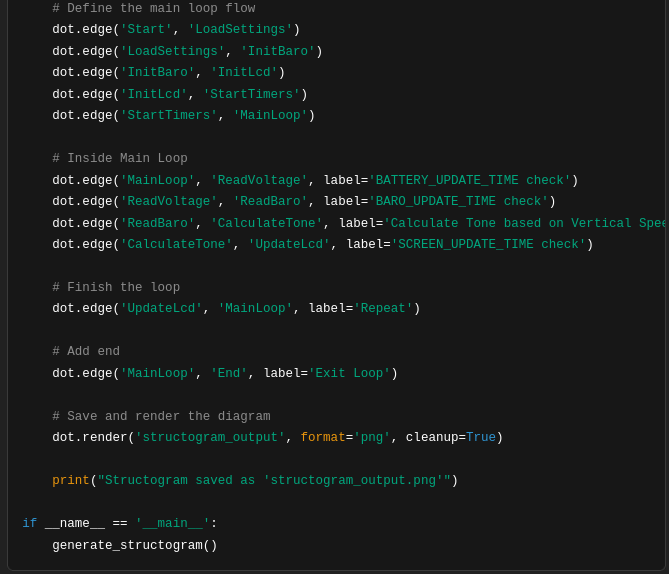 # Define the main loop flow
dot.edge('Start', 'LoadSettings')
dot.edge('LoadSettings', 'InitBaro')
dot.edge('InitBaro', 'InitLcd')
dot.edge('InitLcd', 'StartTimers')
dot.edge('StartTimers', 'MainLoop')
# Inside Main Loop
dot.edge('MainLoop', 'ReadVoltage', label='BATTERY_UPDATE_TIME check')
dot.edge('ReadVoltage', 'ReadBaro', label='BARO_UPDATE_TIME check')
dot.edge('ReadBaro', 'CalculateTone', label='Calculate Tone based on Vertical Spee
dot.edge('CalculateTone', 'UpdateLcd', label='SCREEN_UPDATE_TIME check')
# Finish the loop
dot.edge('UpdateLcd', 'MainLoop', label='Repeat')
# Add end
dot.edge('MainLoop', 'End', label='Exit Loop')
# Save and render the diagram
dot.render('structogram_output', format='png', cleanup=True)
print("Structogram saved as 'structogram_output.png'")
if __name__ == '__main__':
generate_structogram()